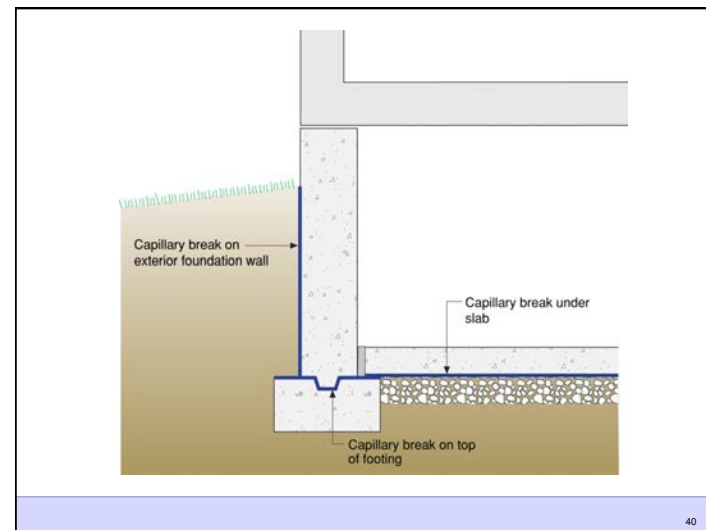 Capillary break on
exterior foundation wall
Capillary break under
slab
Capillary break on top
of footing
40